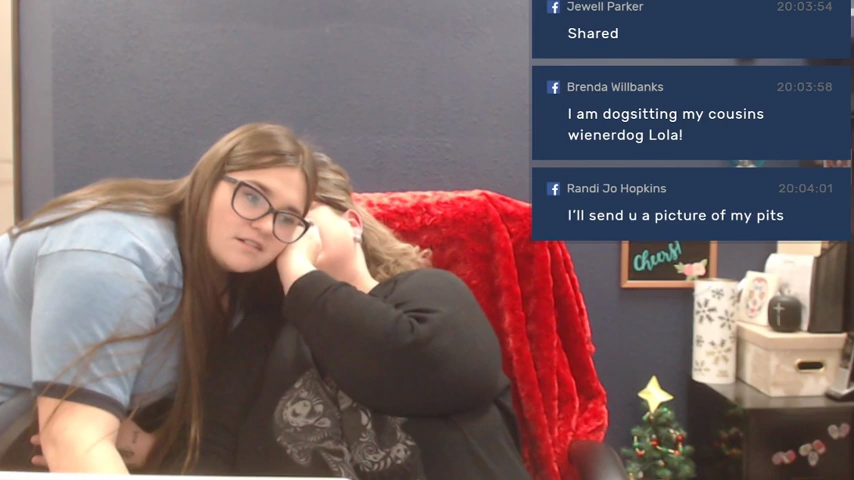 Jewell Parker 20:03:54
Shared
Brenda Willbanks 20:03:58
I am dogsitting my cousins
wienerdog Lola!
Randi Jo Hopkins 20:04:01
I'll send u a picture of my pits
Cheers!